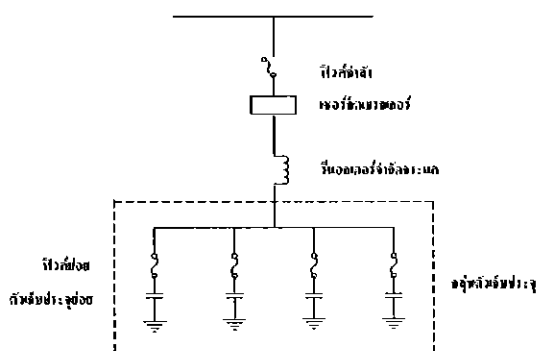 ฟิวส์กำลัง
เซอร์กิตเบรคเกอร์
รีแอคเตอร์จำกัดกระแส
ฟิวส์ย่อย
ตัวเก็บประจุย่อย
กลุ่มตัวเก็บประจุ